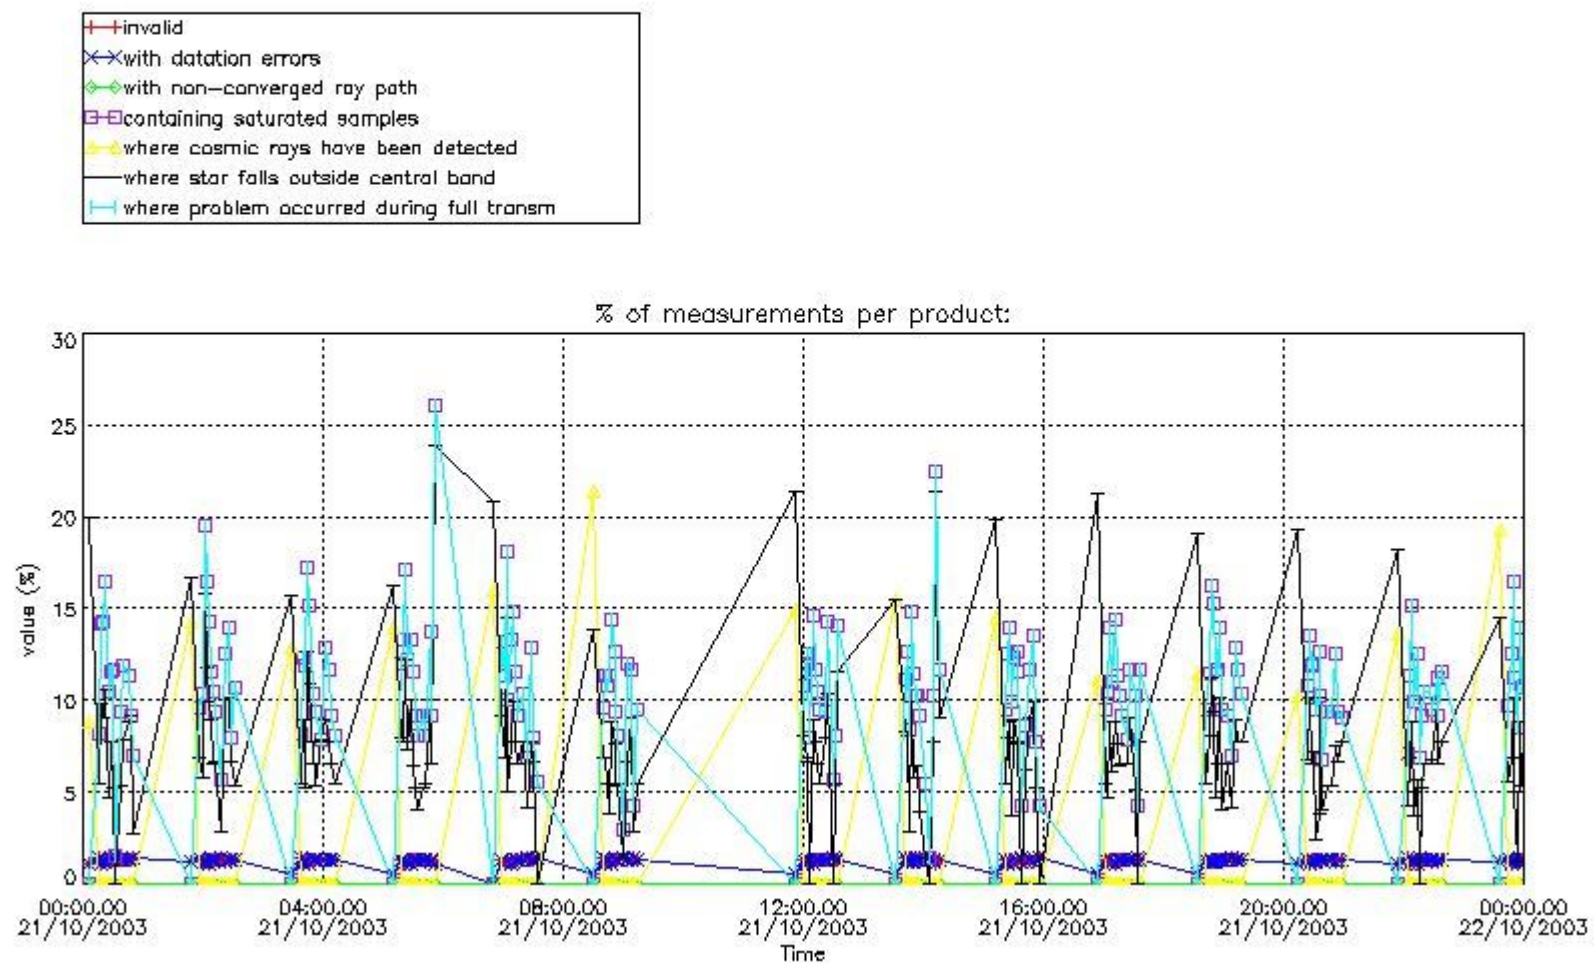 invalid
with datation errors
with non-converged ray path
containing saturated samples
where cosmic rays have been detected
where star falls outside central band
where problem occurred during full transm
% of measurements per product:
30
25
20
15
10
5
0
value (%)
00:00:00 04:00:00 08:00:00 12:00:00 16:00:00 20:00:00 00:00:00
21/10/2003 21/10/2003 21/10/2003 21/10/2003 21/10/2003 21/10/2003 22/10/2003
Time